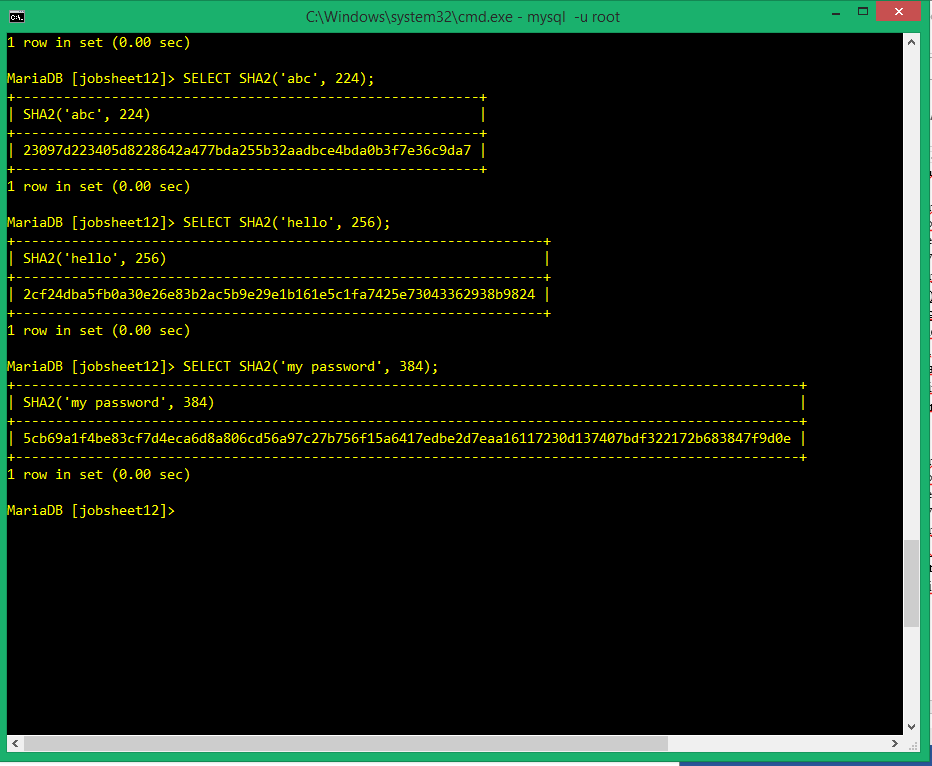 C:\Windows\system32\cmd.exe - mysql  -u root
1 row in set (0.00 sec)
MariaDB [jobsheet12]> SELECT SHA2('abc', 224);
+----------------------------------------------------------+
| SHA2('abc', 224)                                         |
+----------------------------------------------------------+
| 23097d223405d8228642a477bda255b32aadbce4bda0b3f7e36c9da7 |
+----------------------------------------------------------+
1 row in set (0.00 sec)
MariaDB [jobsheet12]> SELECT SHA2('hello', 256);
+------------------------------------------------------------------+
| SHA2('hello', 256)                                               |
+------------------------------------------------------------------+
| 2cf24dba5fb0a30e26e83b2ac5b9e29e1b161e5c1fa7425e73043362938b9824 |
+------------------------------------------------------------------+
1 row in set (0.00 sec)
MariaDB [jobsheet12]> SELECT SHA2('my password', 384);
+--------------------------------------------------------------------------------------------------+
| SHA2('my password', 384)                                                                         |
+--------------------------------------------------------------------------------------------------+
| 5cb69a1f4be83cf7d4eca6d8a806cd56a97c27b756f15a6417edbe2d7eaa16117230d137407bdf322172b683847f9d0e |
+--------------------------------------------------------------------------------------------------+
1 row in set (0.00 sec)
MariaDB [jobsheet12]>